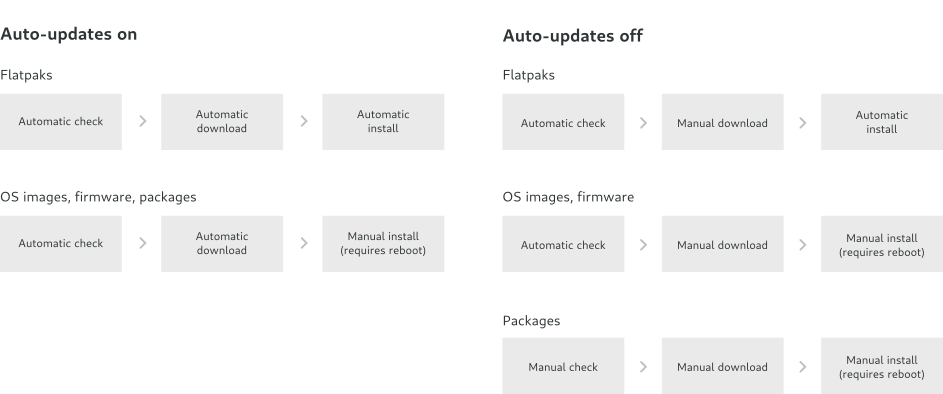 Auto-updates on
Flatpaks
Automatic check
Automatic
download
Automatic
install
OS images, firmware, packages
Automatic check
Automatic
download
Manual install
(requires reboot)
Auto-updates off
Flatpaks
Automatic check
Manual download
Automatic
install
OS images, firmware
Automatic check
Manual download
Manual install
(requires reboot)
Packages
Manual check
Manual download
Manual install
(requires reboot)